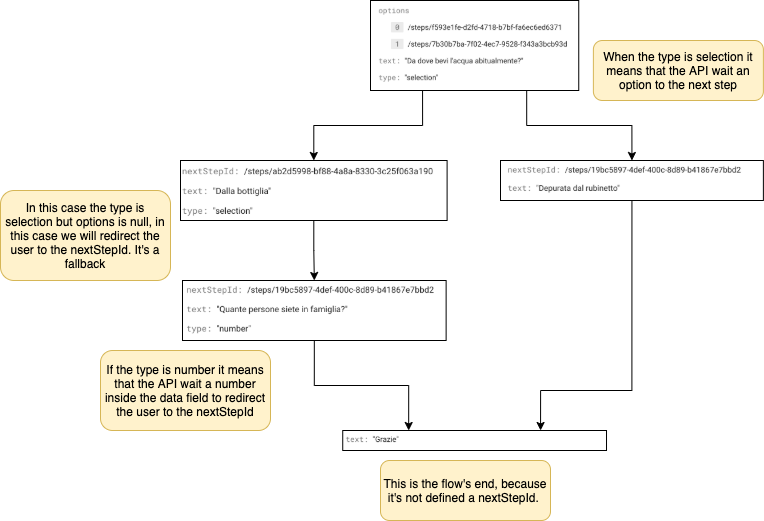 options
0 /steps/f593e1fe-d2fd-4718-b7bf-fa6ec6ed6371
1 /steps/7b30b7ba-7f02-4ec7-9528-f343a3bcb93d
text: "Da dove bevi l'acqua abitualmente?"
type: "selection"
When the type is selection it
means that the API wait an
option to the next step
nextStepId: /steps/ab2d5998-bf88-4a8a-8330-3c25f063a190
text: "Dalla bottiglia"
type: "selection"
nextStepId: /steps/19bc5897-4def-400c-8d89-b41867e7bbd2
text: "Depurata dal rubinetto"
In this case the type is
selection but options is null, in
this case we will redirect the
user to the nextStepId. It's a
fallback
nextStepId: /steps/19bc5897-4def-400c-8d89-b41867e7bbd2
text: "Quante persone siete in famiglia?"
type: "number"
If the type is number it means
that the API wait a number
inside the data field to redirect
the user to the nextStepId
text: "Grazie"
This is the flow's end, because
it's not defined a nextStepId.